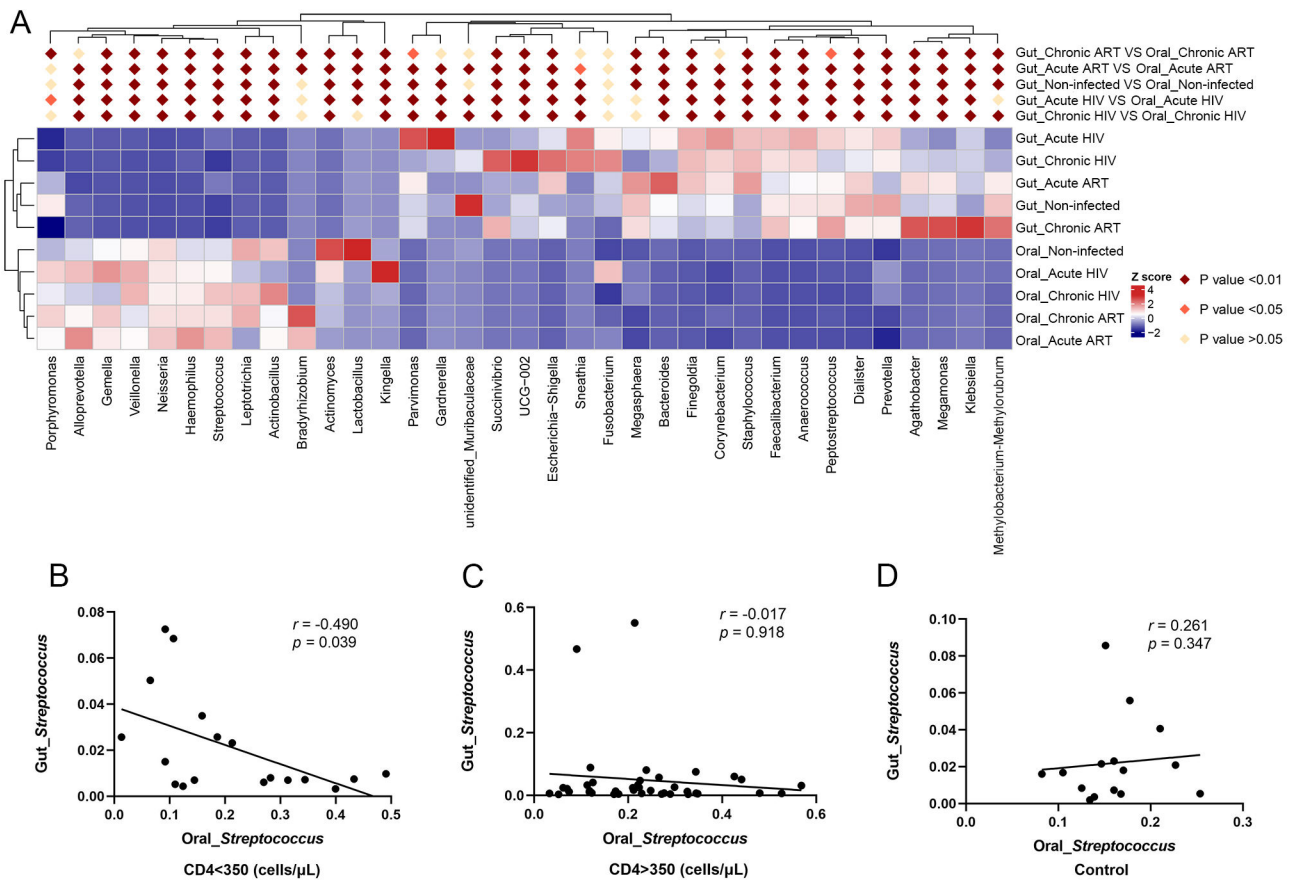 A
Gut_Chronic ART VS Oral_Chronic ART
Gut_Acute ART VS Oral_Acute ART
Gut_Non-infected VS Oral_Non-infected
Gut_Acute HIV VS Oral_Acute HIV
Gut_Chronic HIV VS Oral_Chronic HIV
Gut_Acute HIV
Gut_Chronic HIV
Gut_Acute ART
Gut_Non-infected
Gut_Chronic ART
Oral_Non-infected
Oral_Acute HIV
Oral_Chronic HIV
Oral_Chronic ART
Oral_Acute ART
Z score
4
2
0
−2
P value <0.01
P value <0.05
P value >0.05
Porphyromonas
Alloprevotella
Gemella
Veillonella
Neisseria
Haemophilus
Streptococcus
Leptotrichia
Actinobacillus
Bradyrhizobium
Actinomyces
Lactobacillus
Kingella
Parvimonas
Gardnerella
unidentified_Muribaculaceae
Succinivibrio
UCG−002
Escherichia−Shigella
Sneathia
Fusobacterium
Megasphaera
Bacteroides
Finegoldia
Corynebacterium
Staphylococcus
Faecalibacterium
Anaerococcus
Peptostreptococcus
Dialister
Prevotella
Agathobacter
Megamonas
Klebsiella
Methylobacterium-Methylorubrum
B
r = -0.490
p = 0.039
Gut_Streptococcus
0.08
0.06
0.04
0.02
0.00
0.0 0.1 0.2 0.3 0.4 0.5
Oral_Streptococcus
CD4<350 (cells/μL)
C
r = -0.017
p = 0.918
Gut_Streptococcus
0.6
0.4
0.2
0.0
0.0 0.2 0.4 0.6
Oral_Streptococcus
CD4>350 (cells/μL)
D
r = 0.261
p = 0.347
Gut_Streptococcus
0.10
0.08
0.06
0.04
0.02
0.00
0.0 0.1 0.2 0.3
Oral_Streptococcus
Control